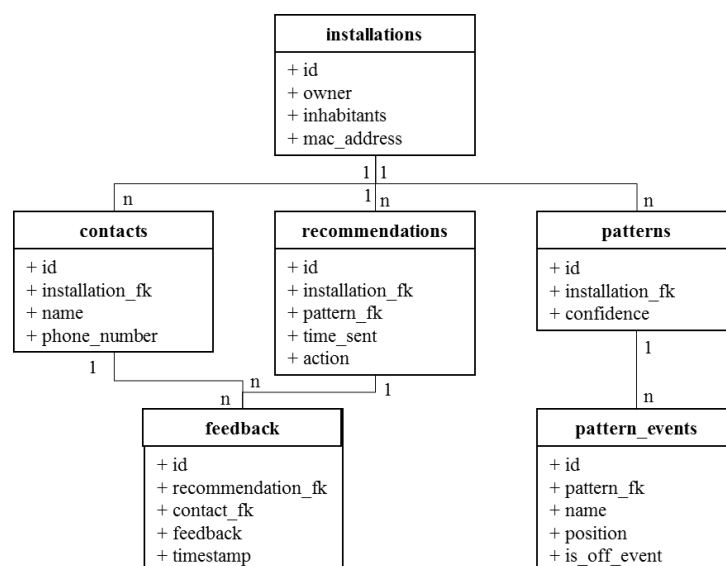 installations
+ id
+ owner
+ inhabitants
+ mac_address
1 1
1
n n n
contacts
+ id
+ installation_fk
+ name
+ phone_number
recommendations
+ id
+ installation_fk
+ pattern_fk
+ time_sent
+ action
patterns
+ id
+ installation_fk
+ confidence
1
n
n
1
1
n
feedback
+ id
+ recommendation_fk
+ contact_fk
+ feedback
+ timestamp
pattern_events
+ id
+ pattern_fk
+ name
+ position
+ is_off_event